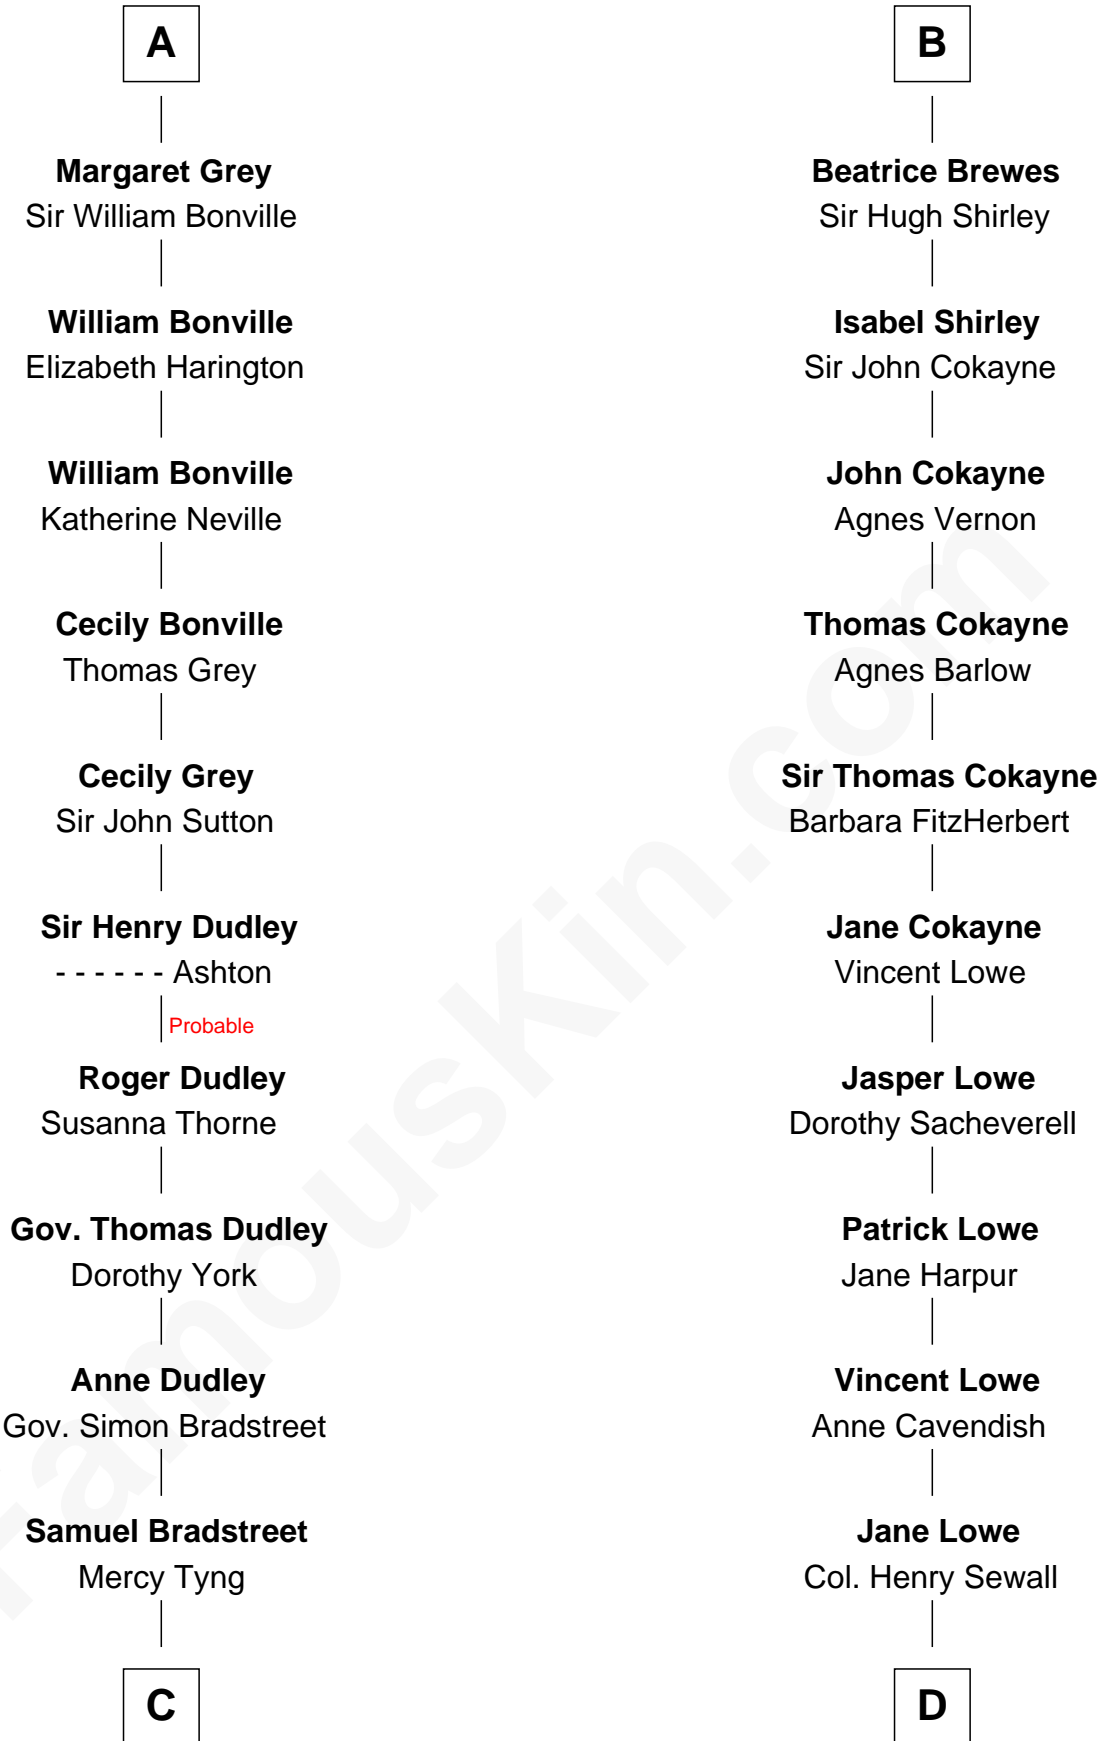 A
Margaret Grey
Sir William Bonville
William Bonville
Elizabeth Harington
William Bonville
Katherine Neville
Cecily Bonville
Thomas Grey
Cecily Grey
Sir John Sutton
Sir Henry Dudley
- - - - - - Ashton
Probable
Roger Dudley
Susanna Thorne
Gov. Thomas Dudley
Dorothy York
Anne Dudley
Gov. Simon Bradstreet
Samuel Bradstreet
Mercy Tyng
C
B
Beatrice Brewes
Sir Hugh Shirley
Isabel Shirley
Sir John Cokayne
John Cokayne
Agnes Vernon
Thomas Cokayne
Agnes Barlow
Sir Thomas Cokayne
Barbara FitzHerbert
Jane Cokayne
Vincent Lowe
Jasper Lowe
Dorothy Sacheverell
Patrick Lowe
Jane Harpur
Vincent Lowe
Anne Cavendish
Jane Lowe
Col. Henry Sewall
D
FamousKin.com